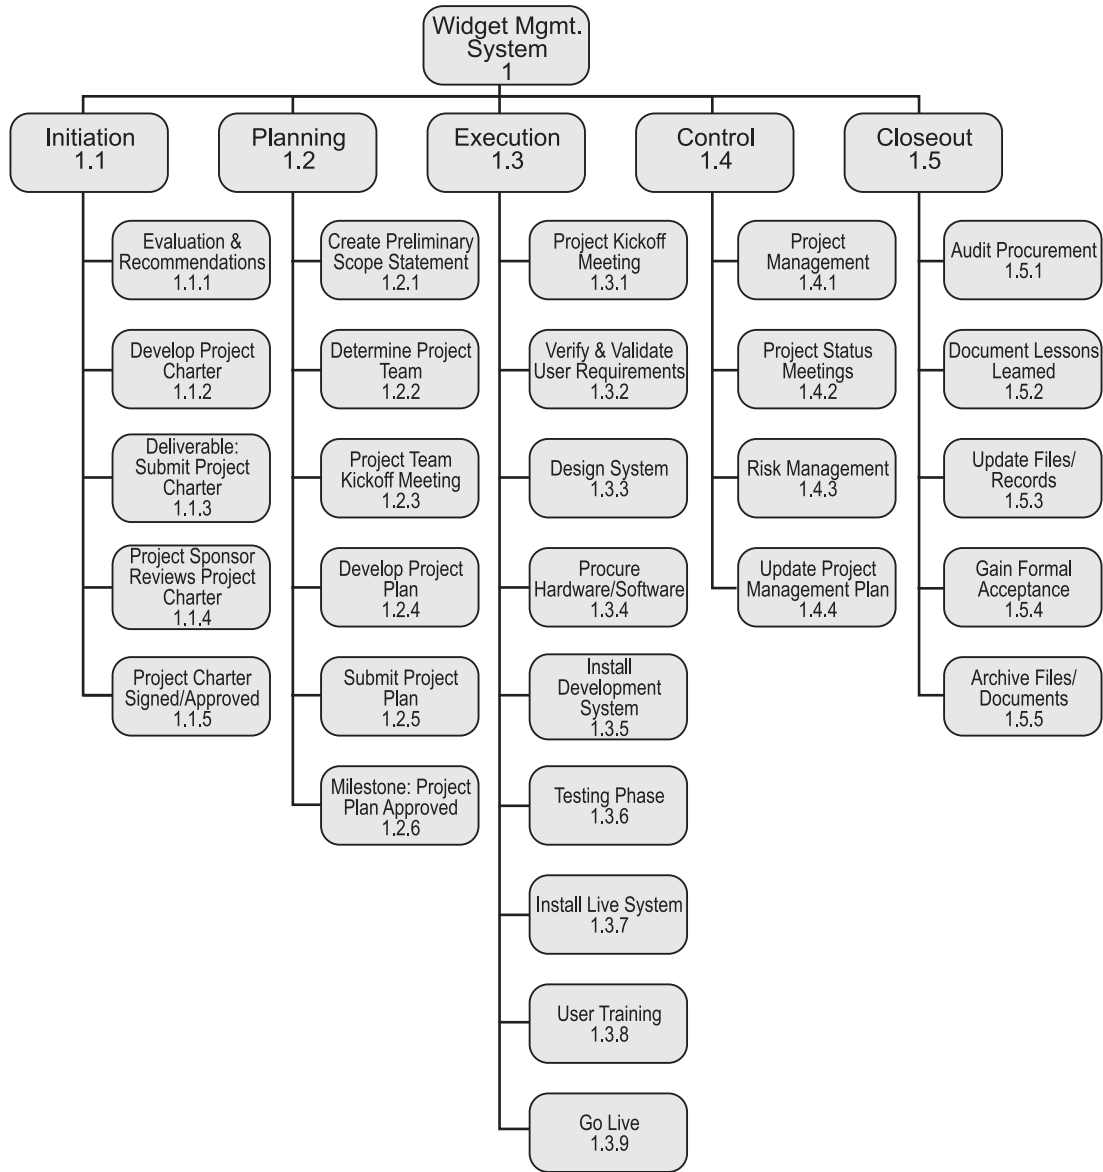 Widget Mgmt.
System
1
Initiation
1.1
Planning
1.2
Execution
1.3
Control
1.4
Closeout
1.5
Evaluation &
Recommendations
1.1.1
Develop Project
Charter
1.1.2
Deliverable:
Submit Project
Charter
1.1.3
Project Sponsor
Reviews Project
Charter
1.1.4
Project Charter
Signed/Approved
1.1.5
Create Preliminary
Scope Statement
1.2.1
Determine Project
Team
1.2.2
Project Team
Kickoff Meeting
1.2.3
Develop Project
Plan
1.2.4
Submit Project
Plan
1.2.5
Milestone: Project
Plan Approved
1.2.6
Project Kickoff
Meeting
1.3.1
Verify & Validate
User Requirements
1.3.2
Design System
1.3.3
Procure
Hardware/Software
1.3.4
Install
Development
System
1.3.5
Testing Phase
1.3.6
Install Live System
1.3.7
User Training
1.3.8
Go Live
1.3.9
Project
Management
1.4.1
Project Status
Meetings
1.4.2
Risk Management
1.4.3
Update Project
Management Plan
1.4.4
Audit Procurement
1.5.1
Document Lessons
Leamed
1.5.2
Update Files/
Records
1.5.3
Gain Formal
Acceptance
1.5.4
Archive Files/
Documents
1.5.5